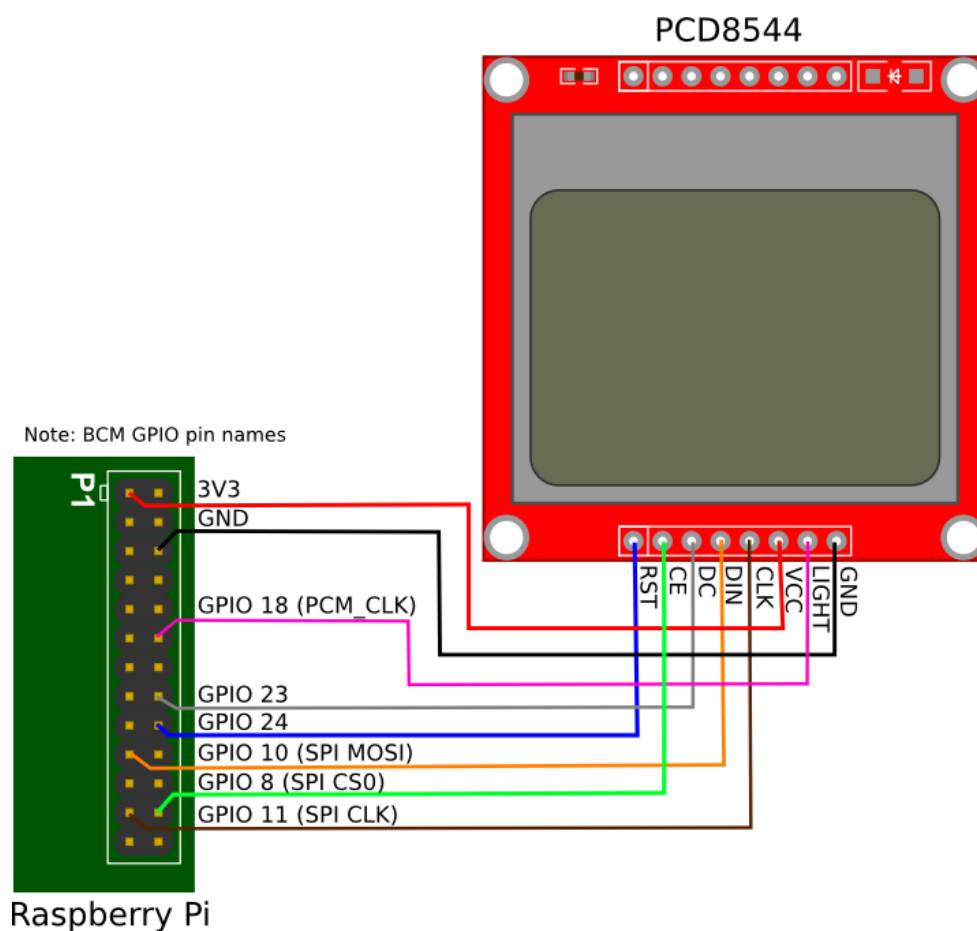 PCD8544
Note: BCM GPIO pin names
P1
3V3
GND
GPIO 18 (PCM_CLK)
GPIO 23
GPIO 24
GPIO 10 (SPI MOSI)
GPIO 8 (SPI CS0)
GPIO 11 (SPI CLK)
RST
CE
DC
DIN
CLK
VCC
LIGHT
GND
Raspberry Pi